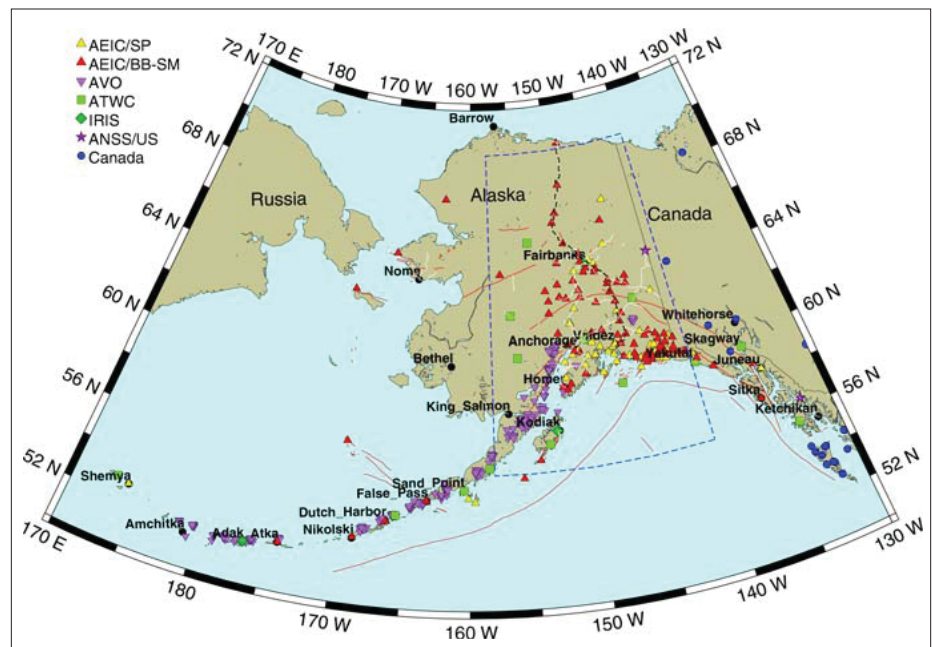 AEIC/SP
AEIC/BB-SM
AVO
ATWC
IRIS
ANSS/US
Canada
72 N
170 E
180
170 W
160 W
150 W
140 W
130 W
72 N
68 N
68 N
64 N
64 N
60 N
60 N
56 N
56 N
52 N
52 N
170 E
180
170 W
160 W
150 W
140 W
130 W
Barrow
Russia
Alaska
Canada
Fairbanks
Nome
Whitehorse
Anchorage
Valdez
Skagway
Yakutat
Juneau
Bethel
Homer
Sitka
King_Salmon
Ketchikan
Kodiak
Shemya
Sand_Point
False_Pass
Dutch_Harbor
Amchitka
Adak_Atka
Nikolski